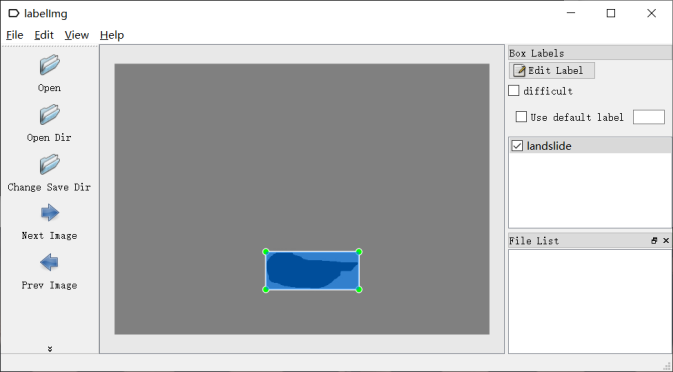 labelImg
File Edit View Help
Open
Open Dir
Change Save Dir
Next Image
Prev Image
Box Labels
Edit Label
difficult
Use default label
landslide
File List